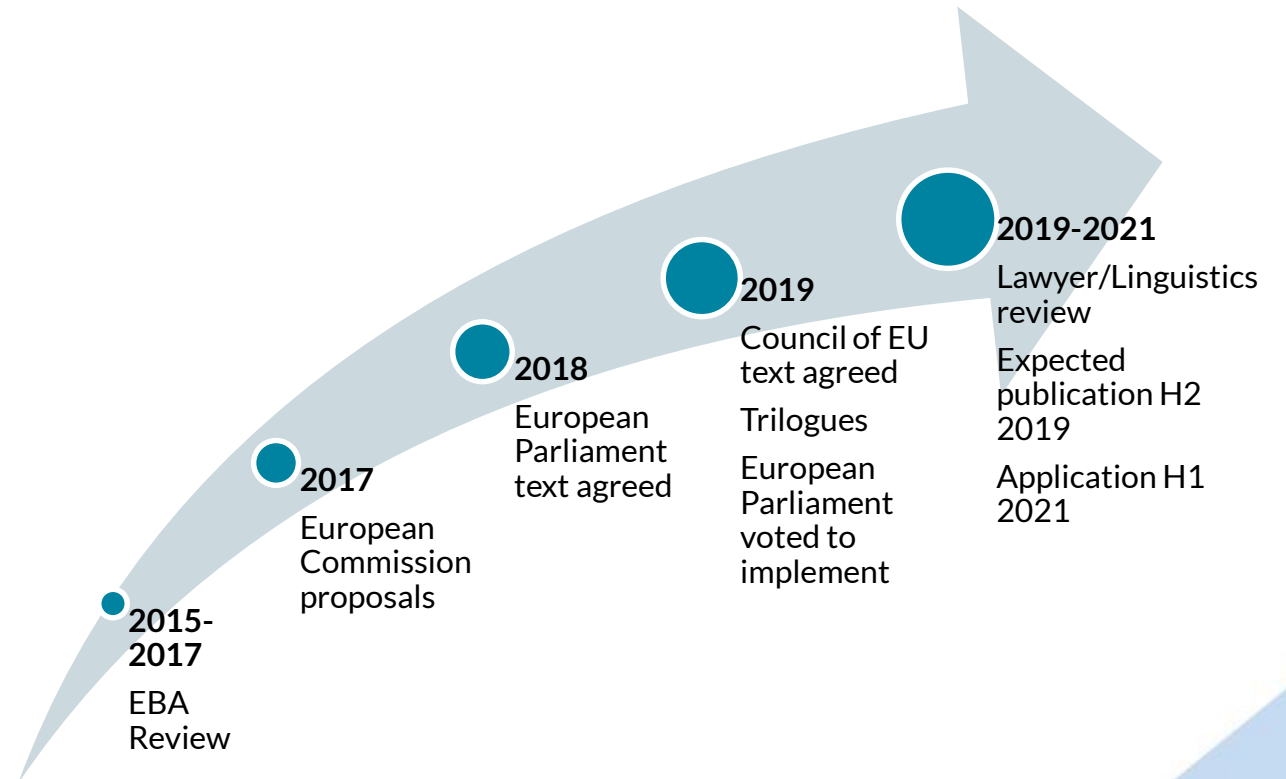 2015-
2017
EBA
Review
2017
European
Commission
proposals
2018
European
Parliament
text agreed
2019
Council of EU
text agreed
Trilogues
European
Parliament
voted to
implement
2019-2021
Lawyer/Linguistics
review
Expected
publication H2
2019
Application H1
2021